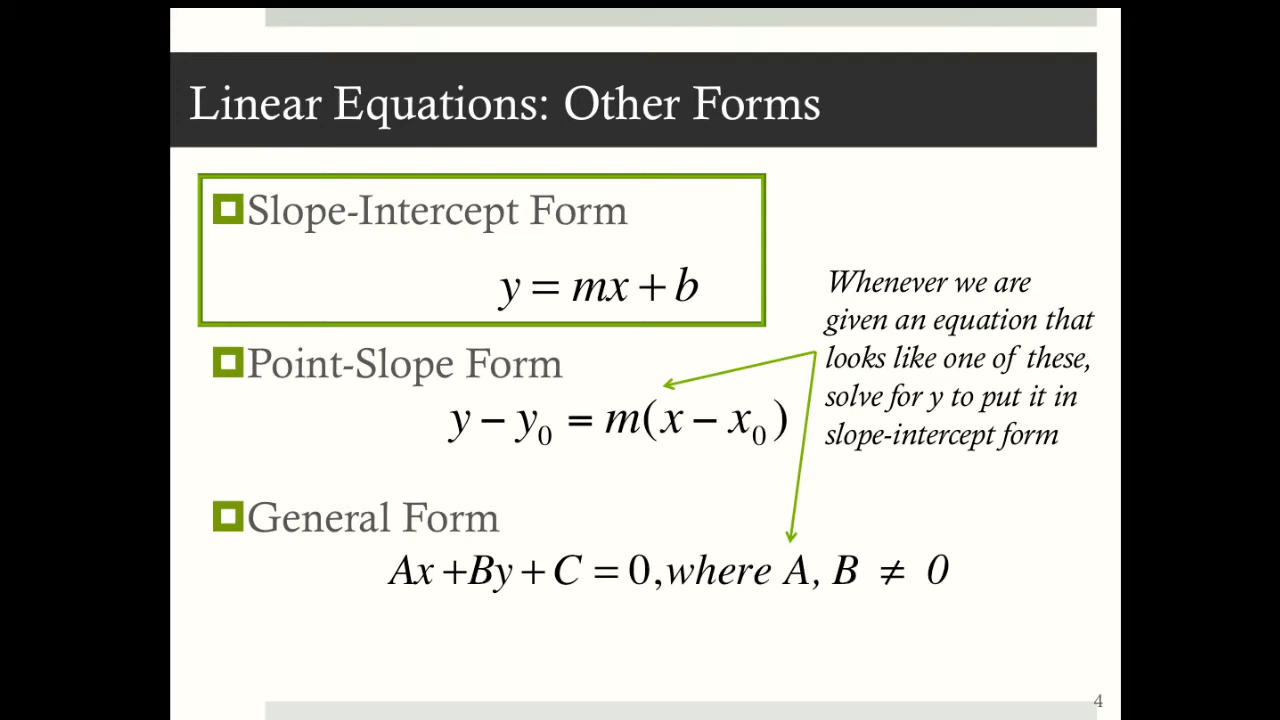 Linear Equations: Other Forms
Slope-Intercept Form
y = mx + b
Point-Slope Form
y − y₀ = m(x − x₀)
General Form
Ax + By + C = 0, where A, B ≠ 0
Whenever we are
given an equation that
looks like one of these,
solve for y to put it in
slope-intercept form
4